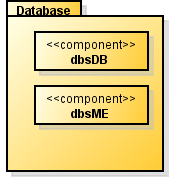 Database
<<component>>
dbsDB
<<component>>
dbsME